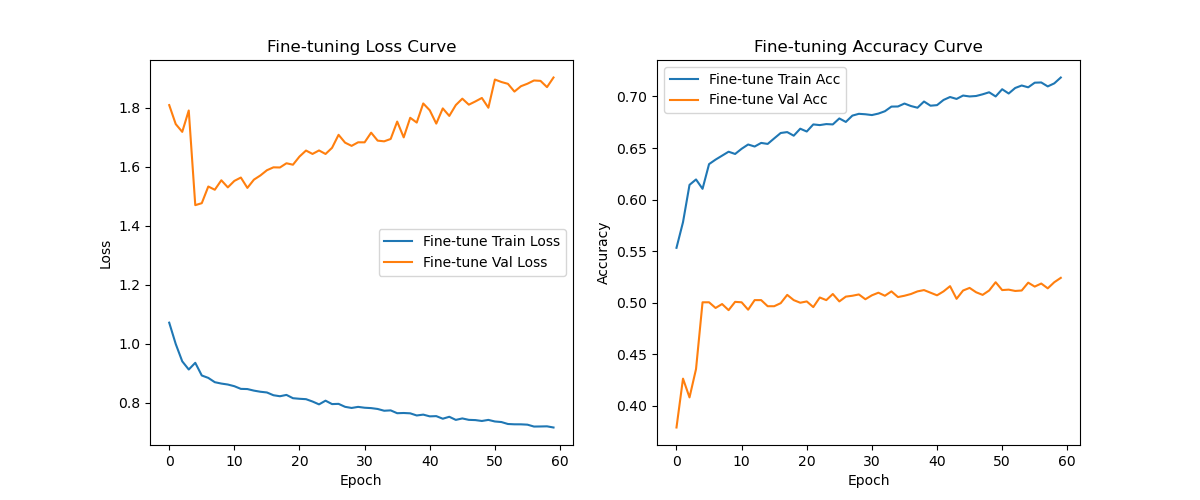 Fine-tuning Loss Curve
1.8
1.6
1.4
1.2
1.0
0.8
Loss
Fine-tune Train Loss
Fine-tune Val Loss
0 10 20 30 40 50 60
Epoch
Fine-tuning Accuracy Curve
Fine-tune Train Acc
Fine-tune Val Acc
0.70
0.65
0.60
0.55
0.50
0.45
0.40
Accuracy
0 10 20 30 40 50 60
Epoch